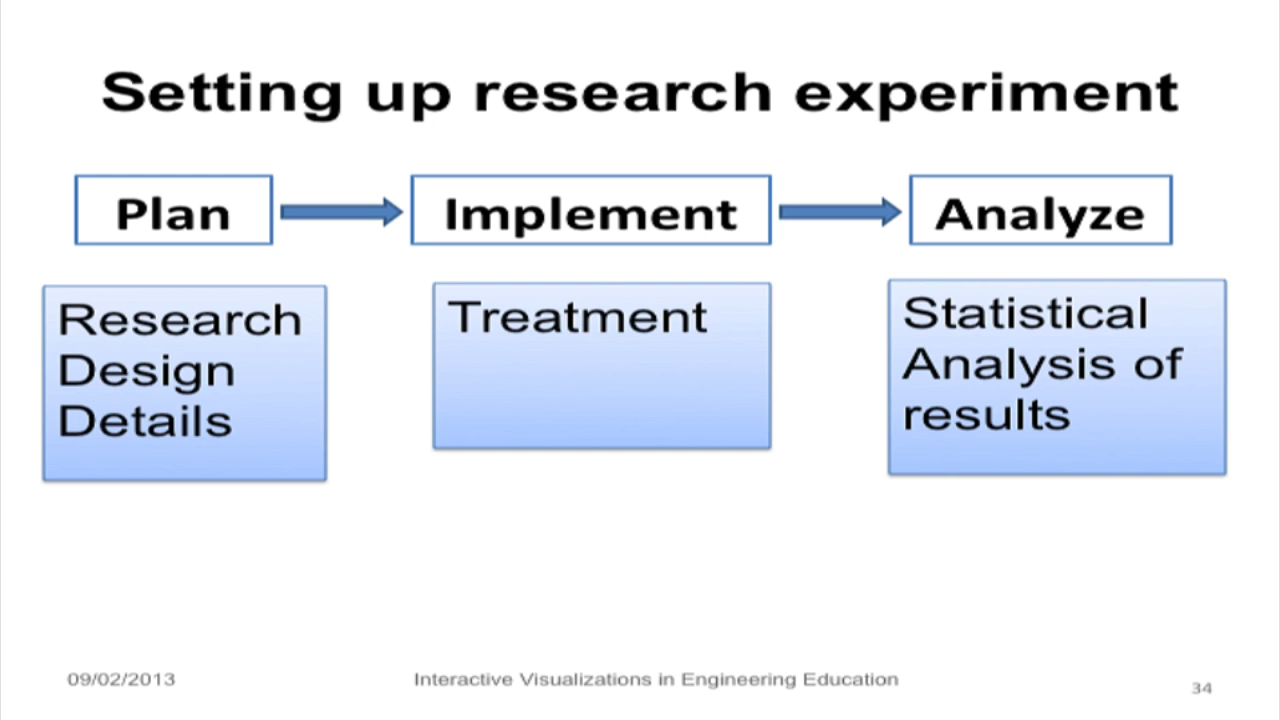 Setting up research experiment
Plan
Implement
Analyze
Research
Design
Details
Treatment
Statistical
Analysis of
results
09/02/2013
Interactive Visualizations in Engineering Education
34